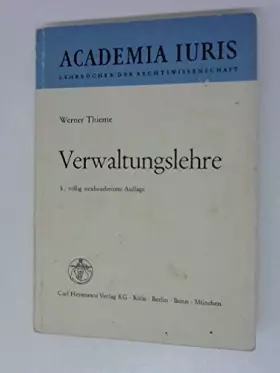 ACADEMIA IURIS
LEHRBÜCHER DER RECHTSWISSENSCHAFT
Werner Thieme
Verwaltungslehre
völlig neubearbeitete Auflage
Carl Heymanns Verlag KG · Köln · Berlin · Bonn · München